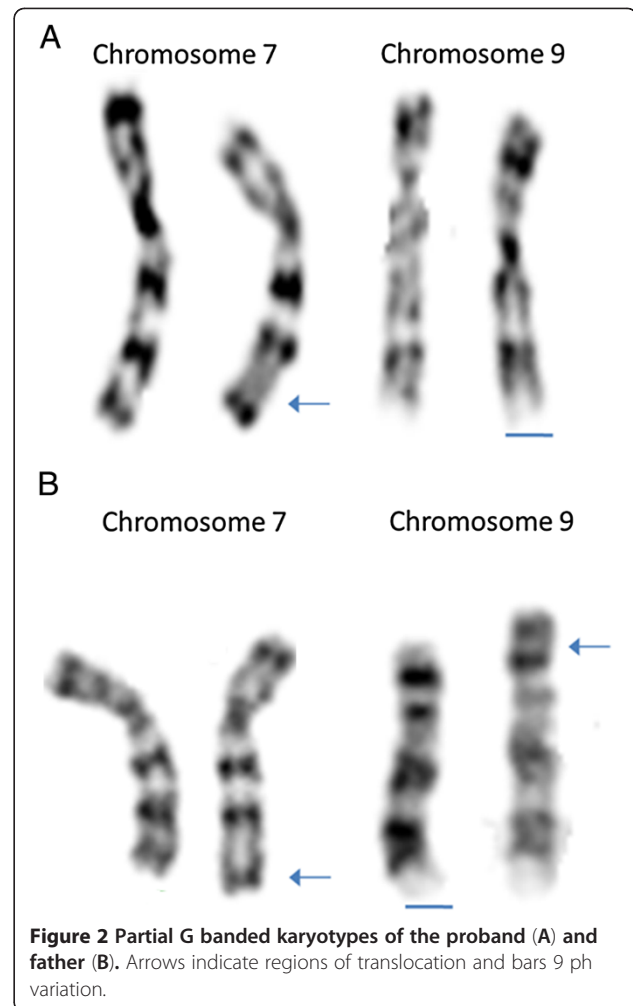 A
Chromosome 7 Chromosome 9
B
Chromosome 7 Chromosome 9
Figure 2 Partial G banded karyotypes of the proband (A) and
father (B). Arrows indicate regions of translocation and bars 9 ph
variation.